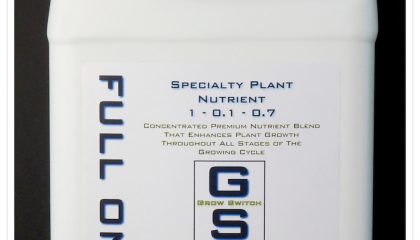 FULL ON
SPECIALTY PLANT
NUTRIENT
1 - 0.1 - 0.7
CONCENTRATED PREMIUM NUTRIENT BLEND
THAT ENHANCES PLANT GROWTH
THROUGHOUT ALL STAGES OF THE
GROWING CYCLE
G
GROW SWITCH
S